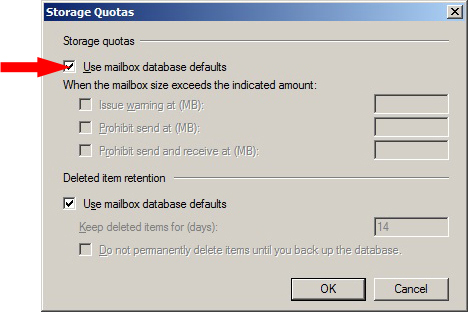 Storage Quotas
Storage quotas
Use mailbox database defaults
When the mailbox size exceeds the indicated amount:
Issue warning at (MB):
Prohibit send at (MB):
Prohibit send and receive at (MB):
Deleted item retention
Use mailbox database defaults
Keep deleted items for (days): 14
Do not permanently delete items until you back up the database.
OK Cancel